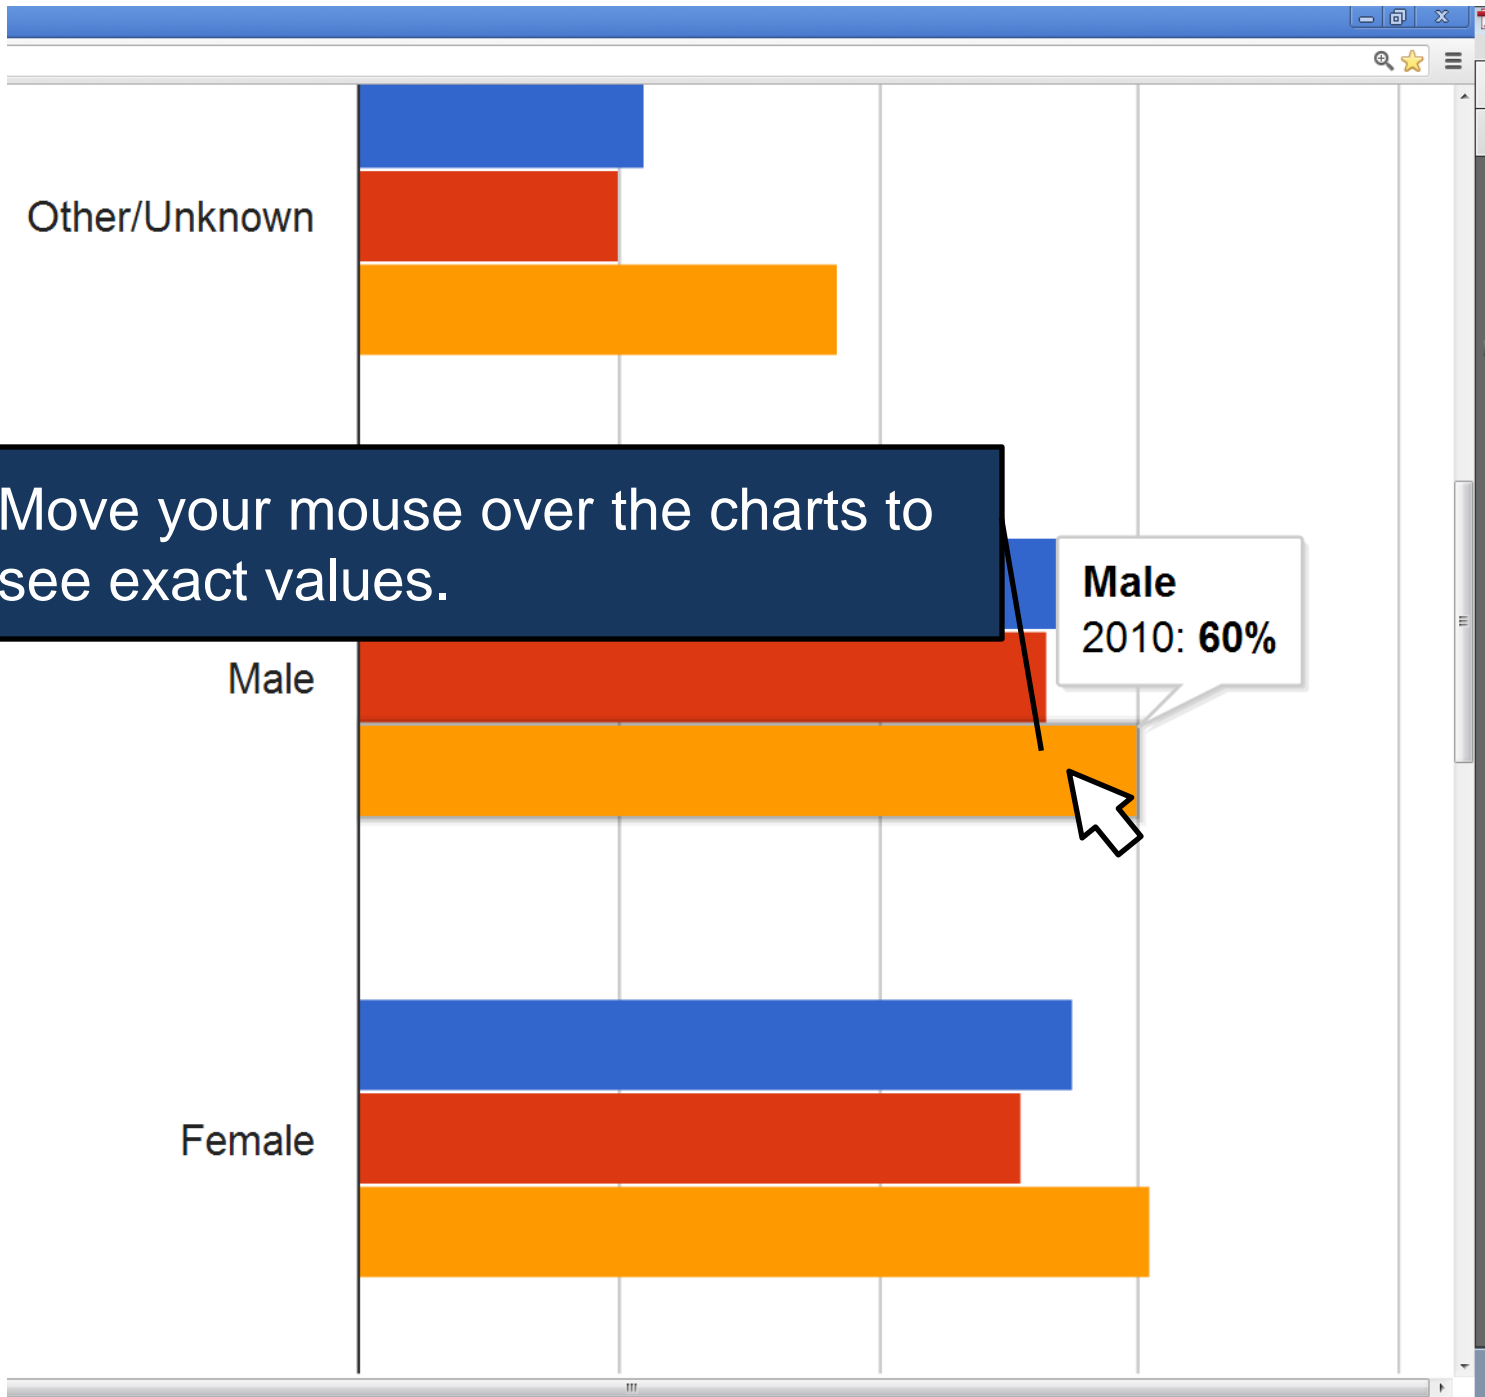 Other/Unknown
Move your mouse over the charts to
see exact values.
Male
2010: 60%
Male
Female